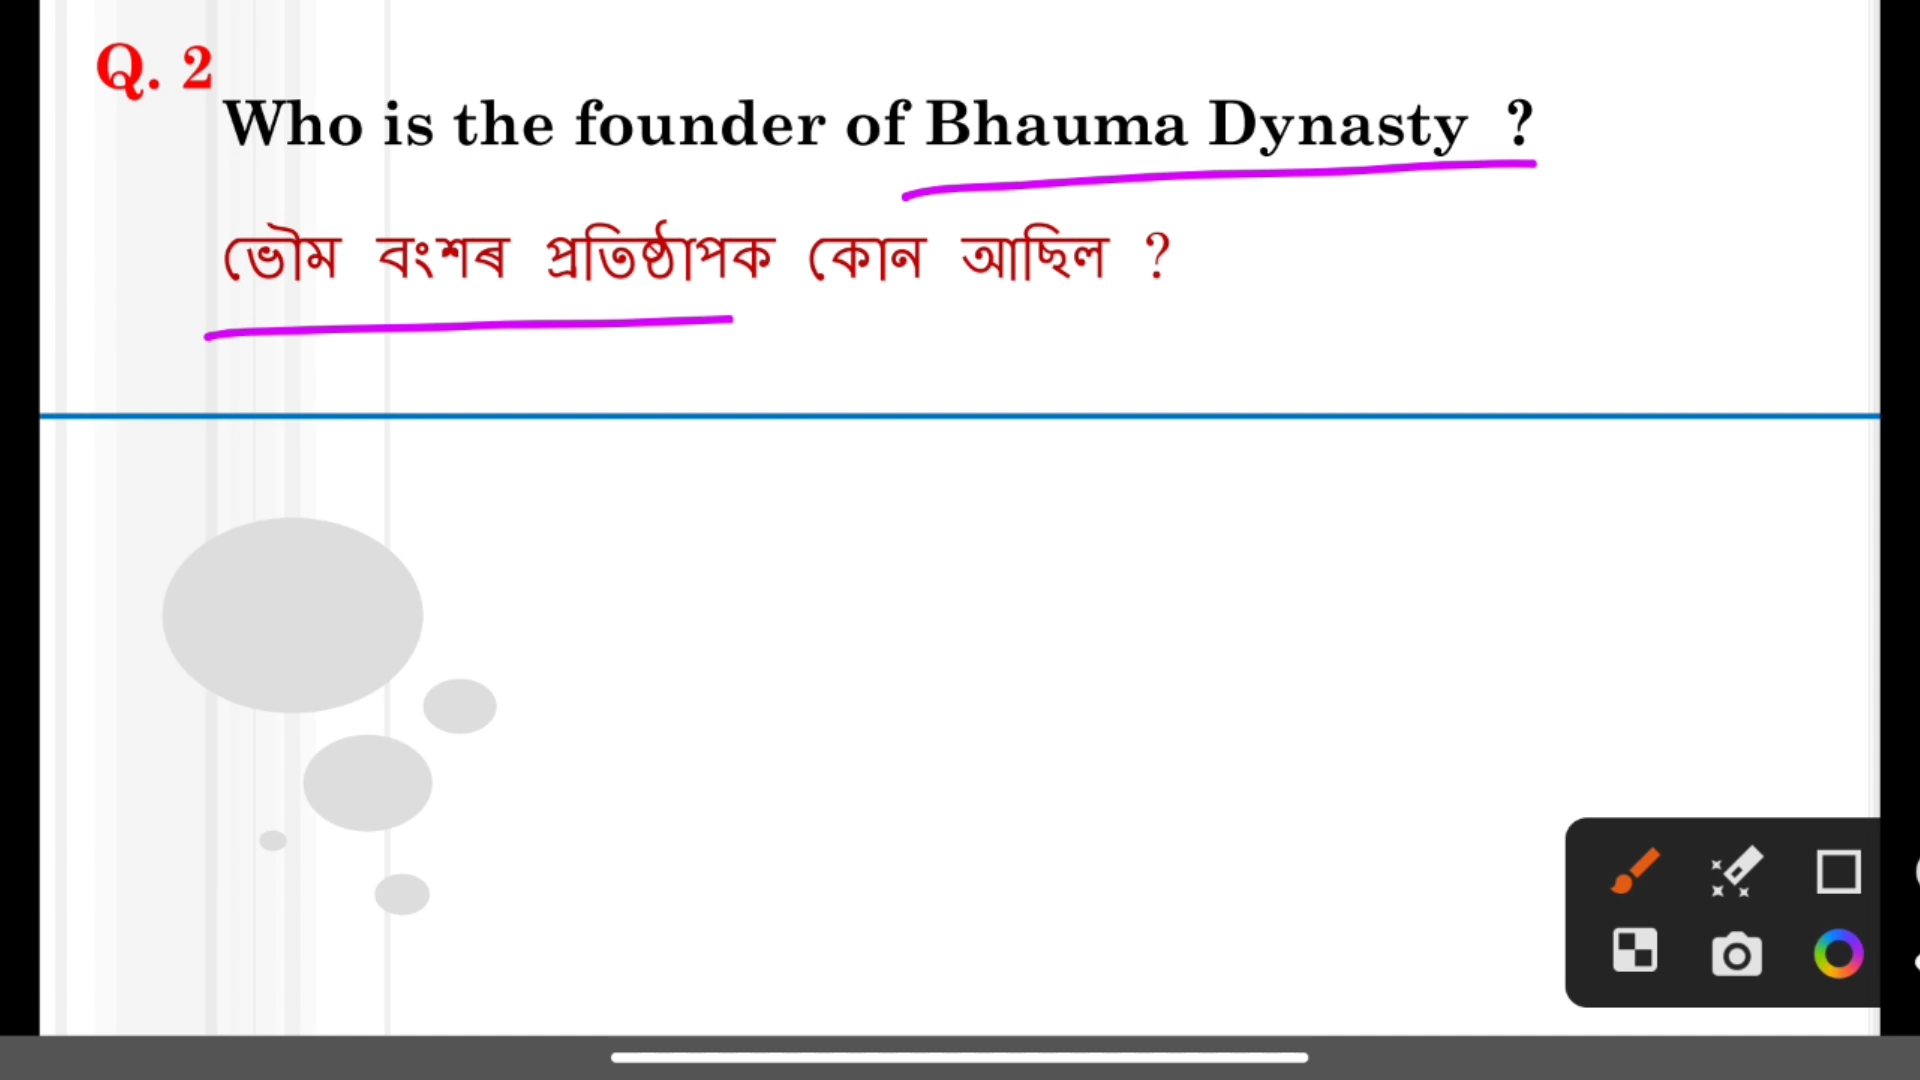 Q. 2
Who is the founder of Bhauma Dynasty ?
ভৌম বংশৰ প্ৰতিষ্ঠাপক কোন আছিল ?